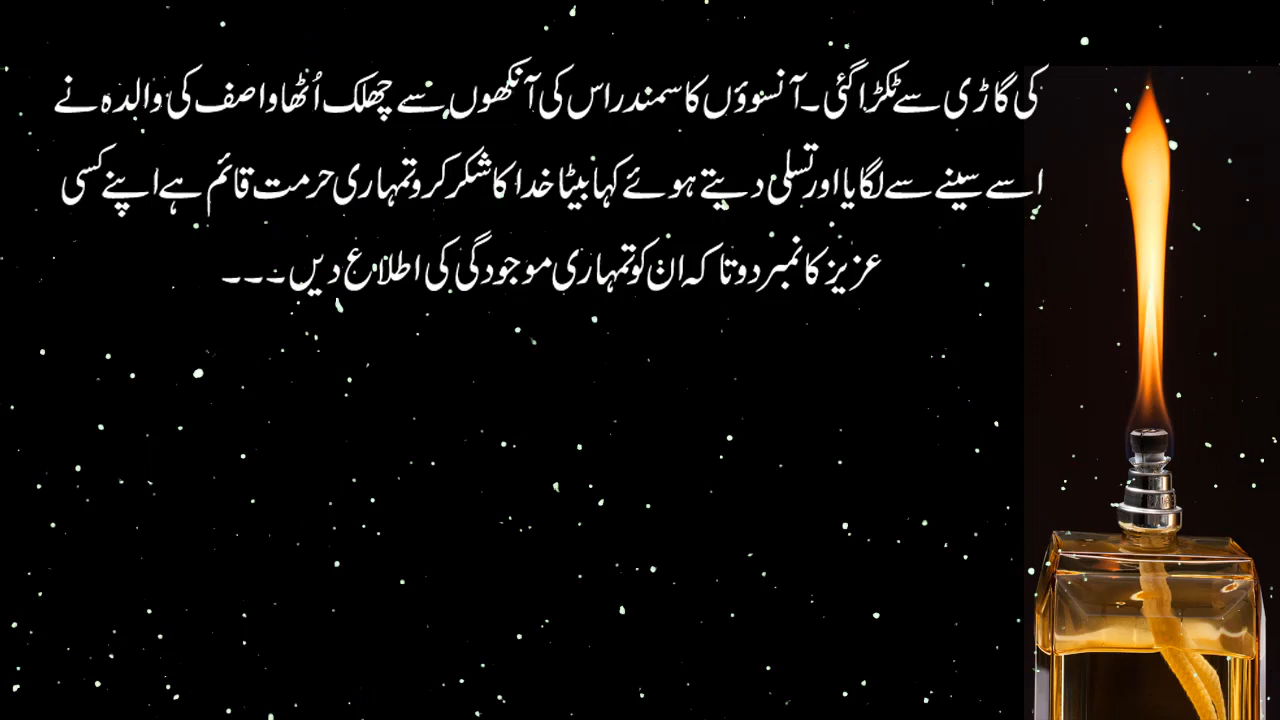 کی گاڑی سے ٹکڑا گئی۔ آنسوؤں کا سمندر اس کی آنکھوں سے چھلک اُٹھا واصف کی والدہ نے
اسے سینے سے لگایا اور تسلی دیتے ہوئے کہا بیٹا خدا کا شکر کرو تمہاری حرمت قائم ہے اپنے کسی
عزیز کا نمبر دو تا کہ ان کو تمہاری موجودگی کی اطلاع دیں ۔۔۔